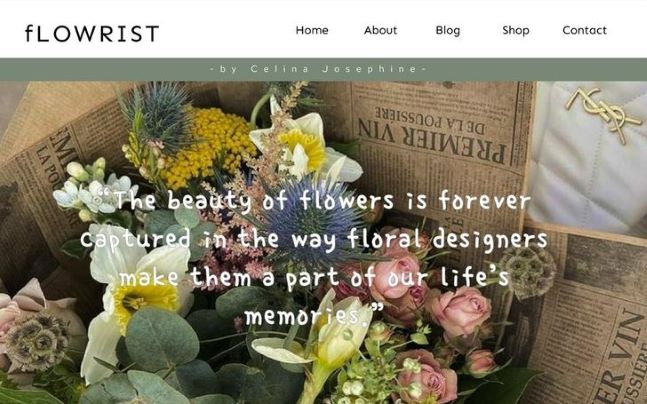 fLOWRIST
Home About Blog Shop Contact
-by Celina Josephine-
“The beauty of flowers is forever
captured in the way floral designers
make them a part of our life’s
memories.”
PREMIER VIN
DE LA POUSSIERE
YSL
VIN